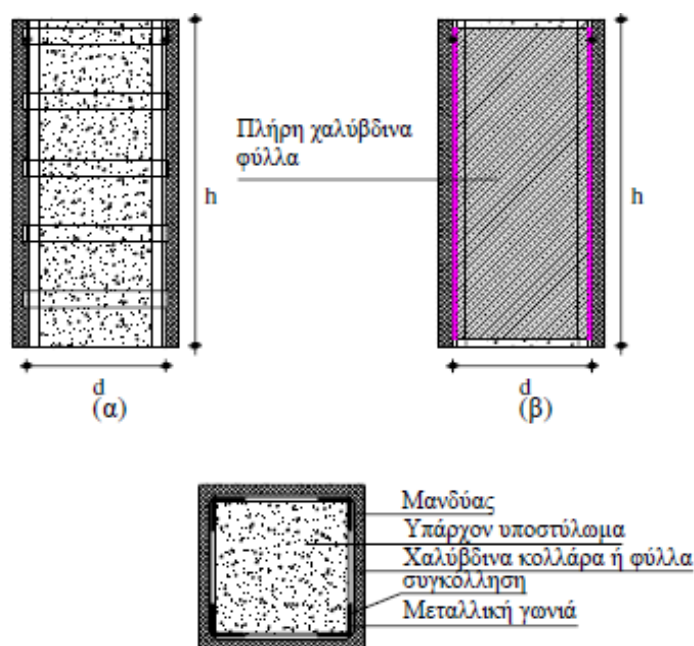 Πλήρη χαλύβδινα
φύλλα
h
h
d
(α)
d
(β)
Μανδύας
Υπάρχον υποστύλωμα
Χαλύβδινα κολλάρα ή φύλλα
συγκόλληση
Μεταλλική γωνιά